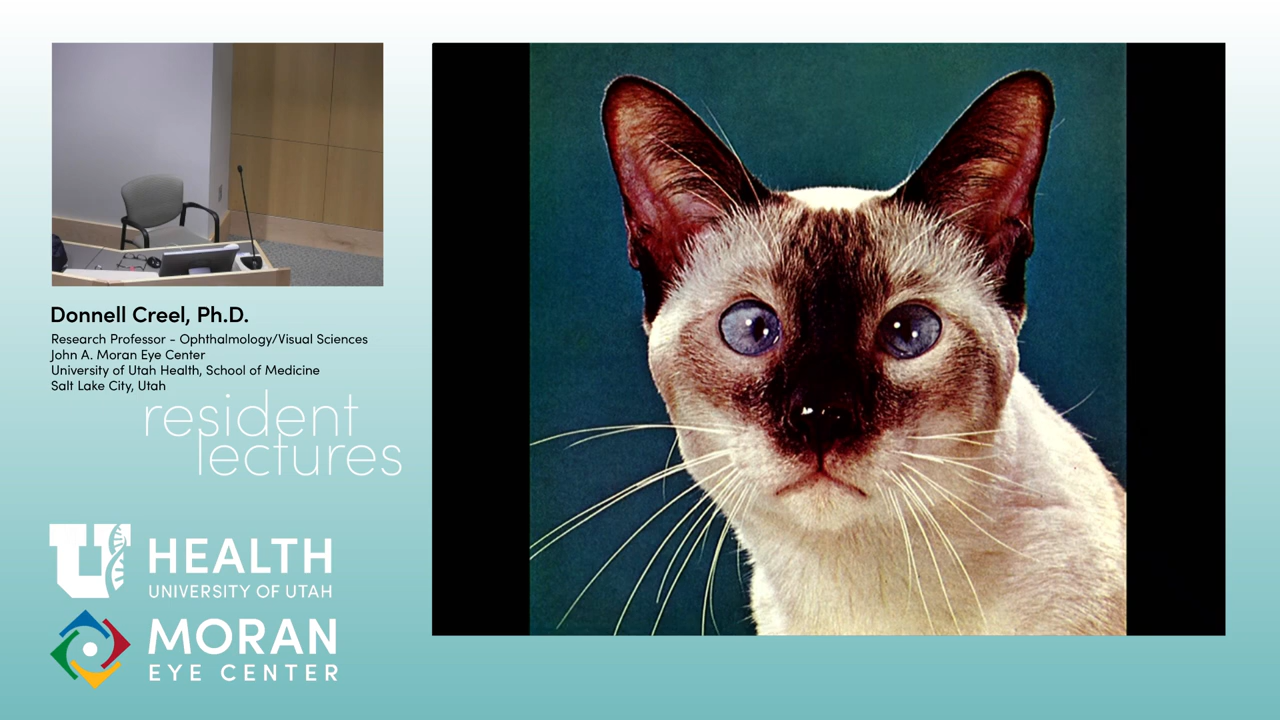 Donnell Creel, Ph.D.
Research Professor - Ophthalmology/Visual Sciences
John A. Moran Eye Center
University of Utah Health, School of Medicine
Salt Lake City, Utah
resident
lectures
U HEALTH
UNIVERSITY OF UTAH
MORAN
EYE CENTER